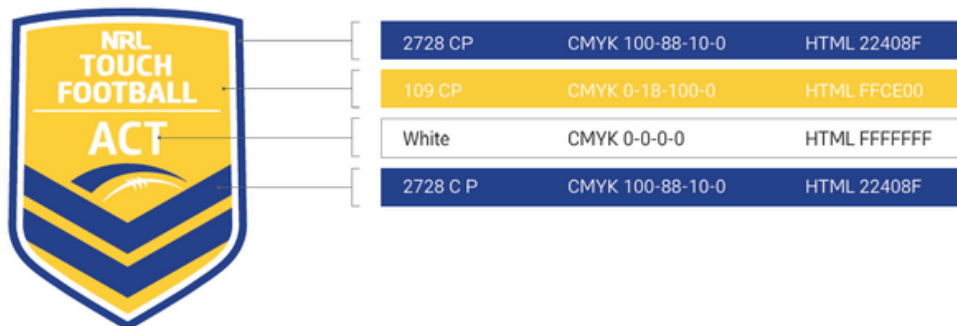 NRL
TOUCH
FOOTBALL
ACT
2728 CP CMYK 100-88-10-0 HTML 22408F
109 CP CMYK 0-18-100-0 HTML FFCE00
White CMYK 0-0-0-0 HTML FFFFFFF
2728 C P CMYK 100-88-10-0 HTML 22408F